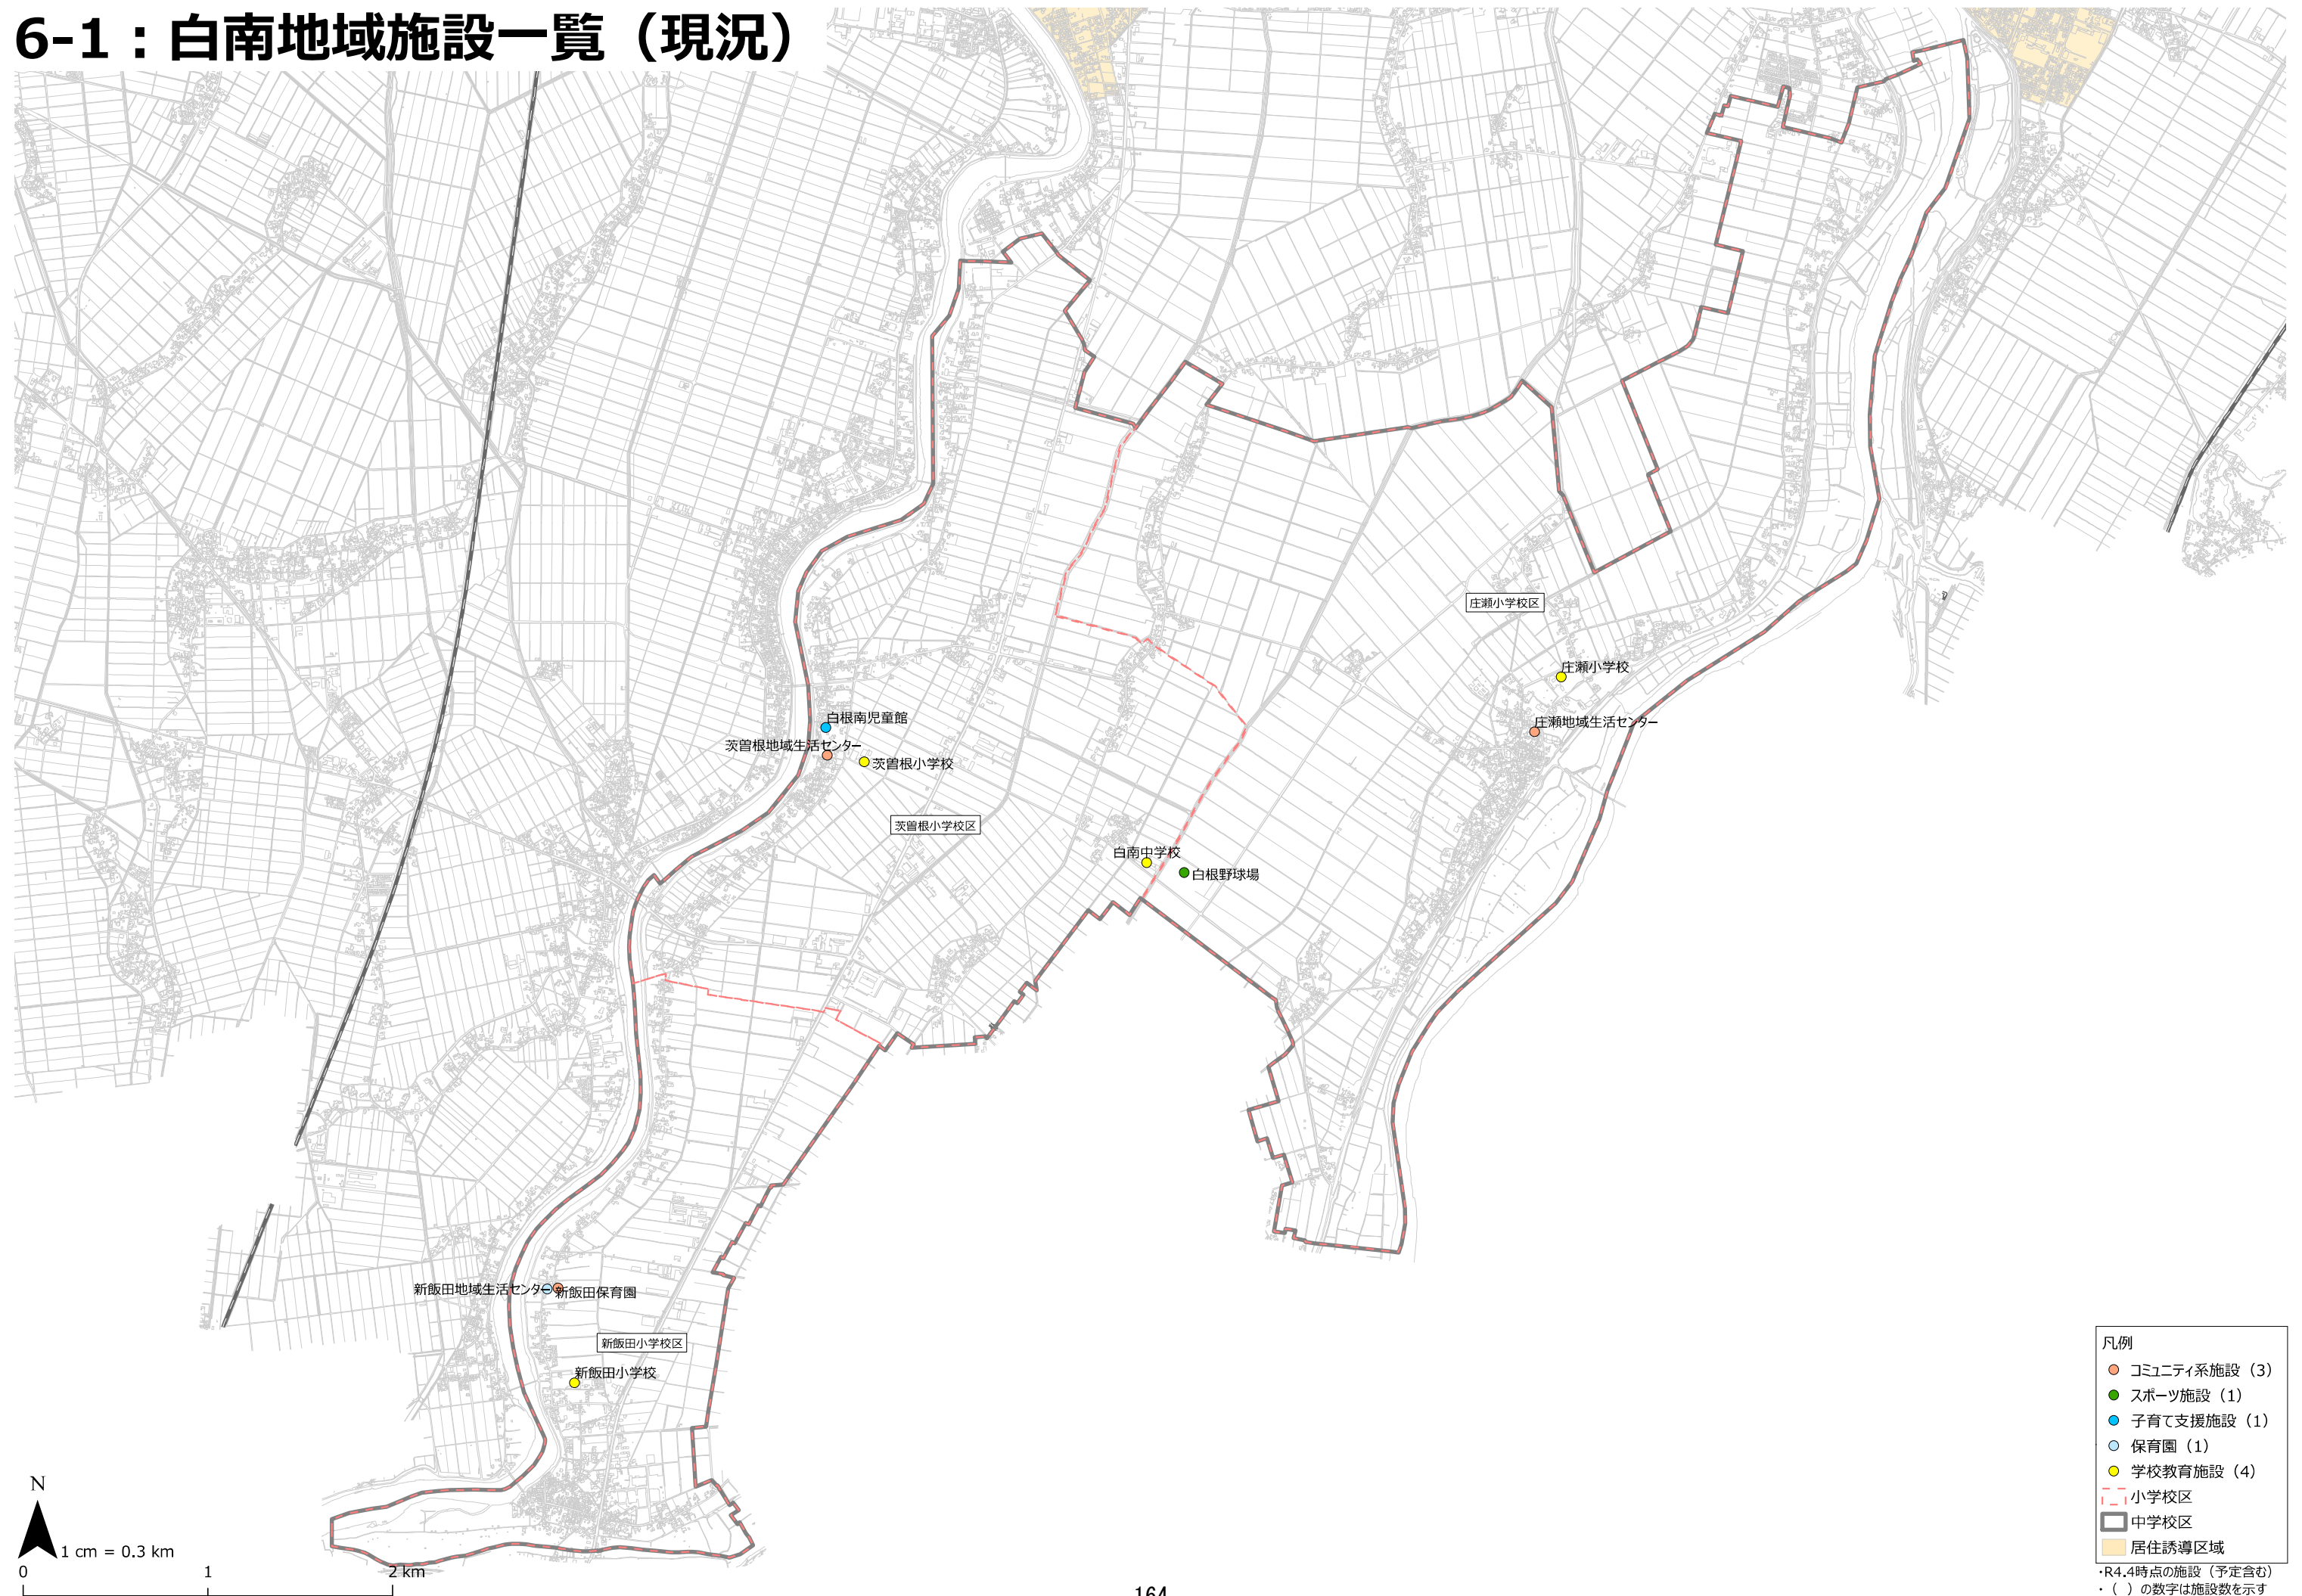 6-1：白南地域施設一覧（現況）
庄瀬小学校区
庄瀬小学校
白根南児童館
庄瀬地域生活センター
茨曽根地域生活センター
茨曽根小学校
茨曽根小学校区
白南中学校
白根野球場
新飯田地域生活センター
新飯田保育園
新飯田小学校区
新飯田小学校
凡例
コミュニティ系施設（3）
スポーツ施設（1）
子育て支援施設（1）
保育園（1）
学校教育施設（4）
小学校区
中学校区
居住誘導区域
・R4.4時点の施設（予定含む）
・（ ）の数字は施設数を示す
N
1 cm = 0.3 km
0 1 2 km
164